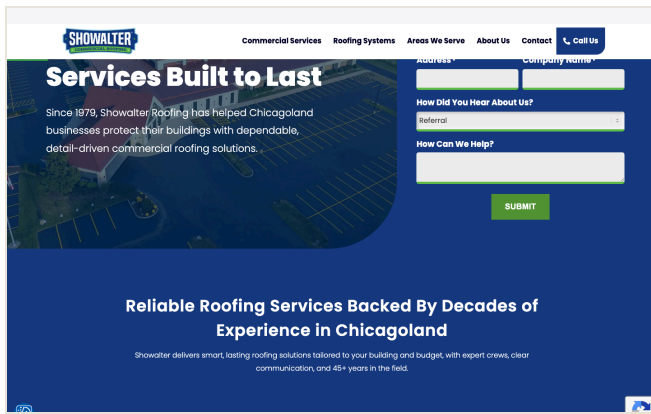 SHOWALTER
Commercial Services Roofing Systems Areas We Serve About Us Contact Call Us
Services Built to Last
Since 1979, Showalter Roofing has helped Chicagoland
businesses protect their buildings with dependable,
detail-driven commercial roofing solutions.
Address * Company Name *
How Did You Hear About Us?
Referral
How Can We Help?
SUBMIT
Reliable Roofing Services Backed By Decades of
Experience in Chicagoland
Showalter delivers smart, lasting roofing solutions tailored to your building and budget, with expert crews, clear
communication, and 45+ years in the field.